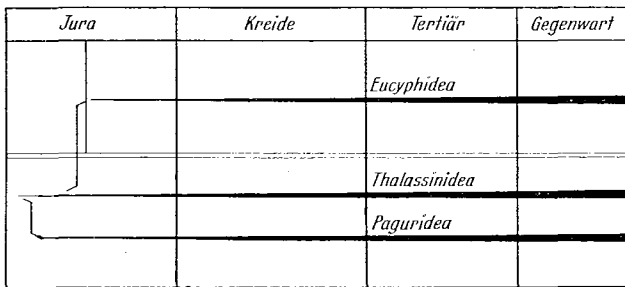 Jura Kreide Tertiär Gegenwart
Eucyphidea
Thalassinidea
Paguridea